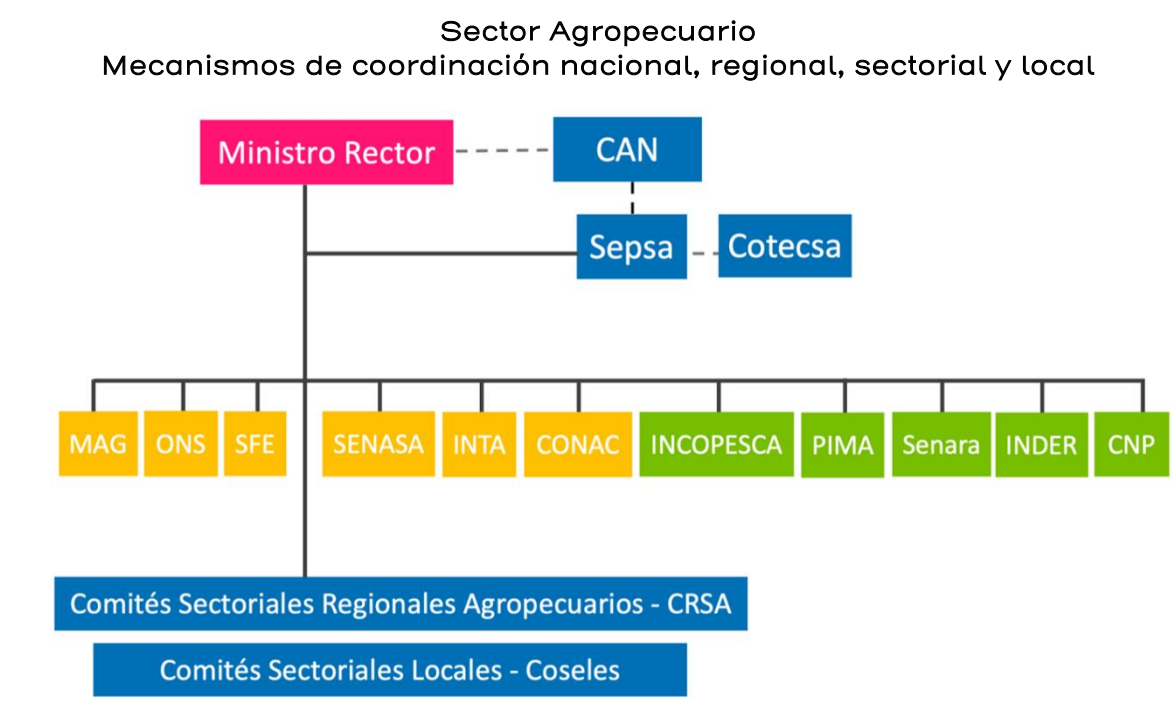 Sector Agropecuario
Mecanismos de coordinación nacional, regional, sectorial y local
Ministro Rector
CAN
Sepsa
Cotecsa
MAG
ONS
SFE
SENASA
INTA
CONAC
INCOPESCA
PIMA
Senara
INDER
CNP
Comités Sectoriales Regionales Agropecuarios - CRSA
Comités Sectoriales Locales - Coseles